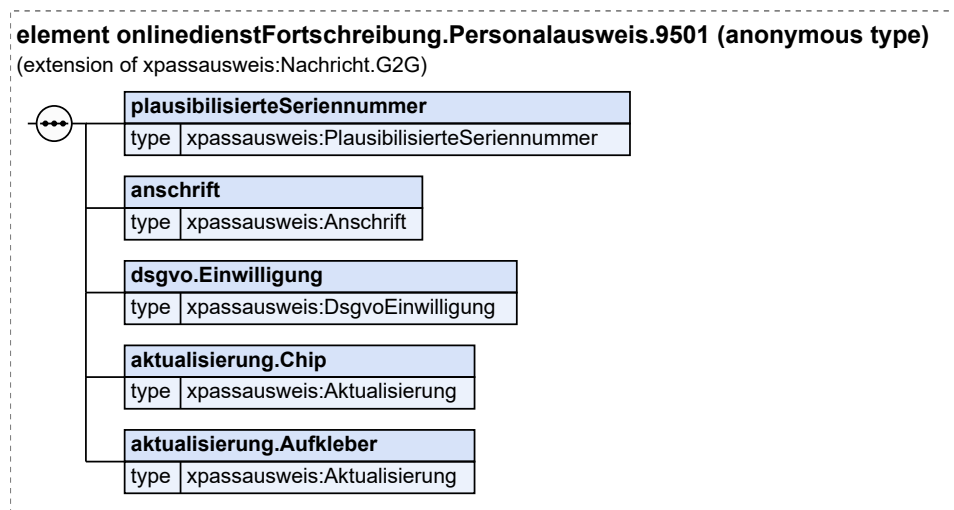 element onlinedienstFortschreibung.Personalausweis.9501 (anonymous type)
(extension of xpassausweis:Nachricht.G2G)
plausibilisierteSeriennummer
type xpassausweis:PlausibilisierteSeriennummer
anschrift
type xpassausweis:Anschrift
dsgvo.Einwilligung
type xpassausweis:DsgvoEinwilligung
aktualisierung.Chip
type xpassausweis:Aktualisierung
aktualisierung.Aufkleber
type xpassausweis:Aktualisierung